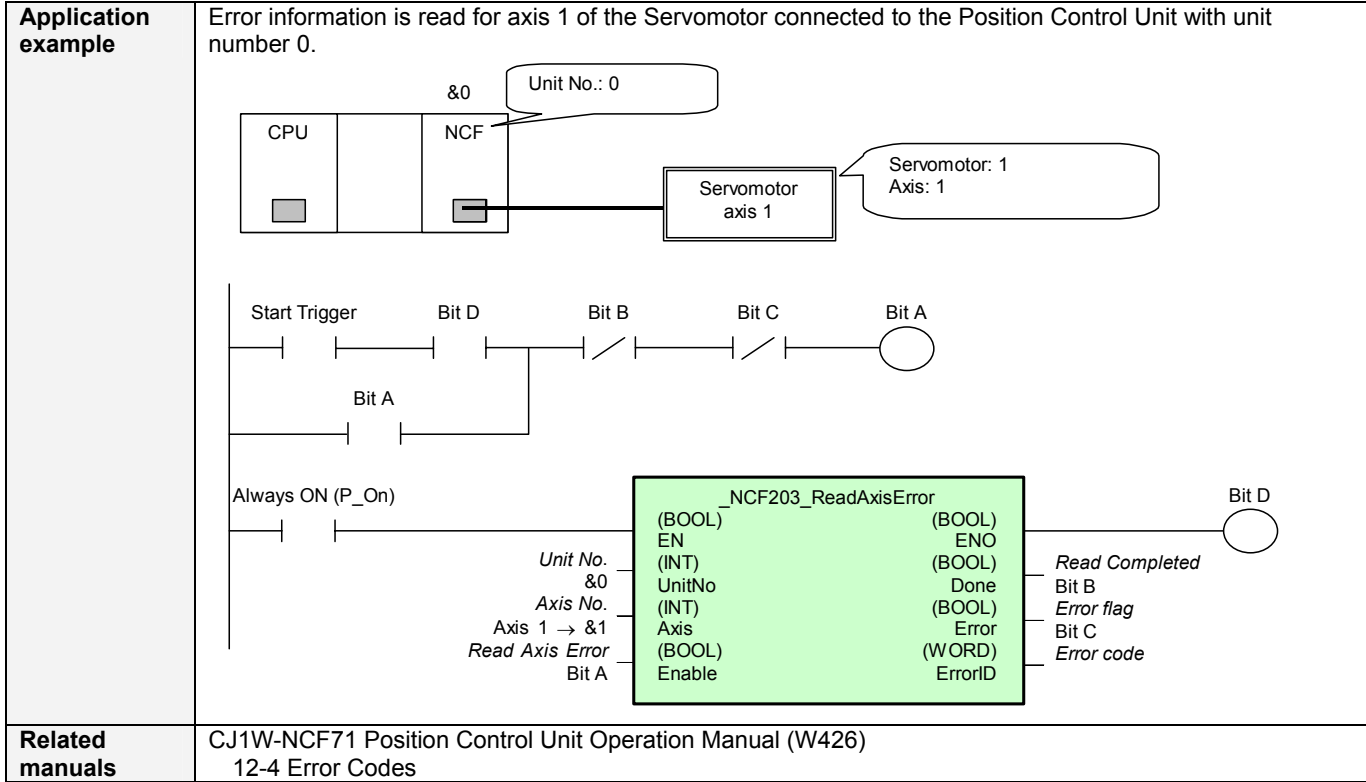 Application example
Error information is read for axis 1 of the Servomotor connected to the Position Control Unit with unit number 0.
&0
Unit No.: 0
CPU
NCF
Servomotor: 1
Axis: 1
Servomotor
axis 1
Start Trigger
Bit D
Bit B
Bit C
Bit A
Bit A
Always ON (P_On)
_NCF203_ReadAxisError
Bit D
(BOOL)
EN
(BOOL)
ENO
Unit No.
&0
(INT)
UnitNo
(BOOL)
Done
Read Completed
Bit B
Axis No.
Axis 1 → &1
(INT)
Axis
(BOOL)
Error
Error flag
Bit C
Read Axis Error
Bit A
(BOOL)
Enable
(WORD)
ErrorID
Error code
Related manuals
CJ1W-NCF71 Position Control Unit Operation Manual (W426)
12-4 Error Codes